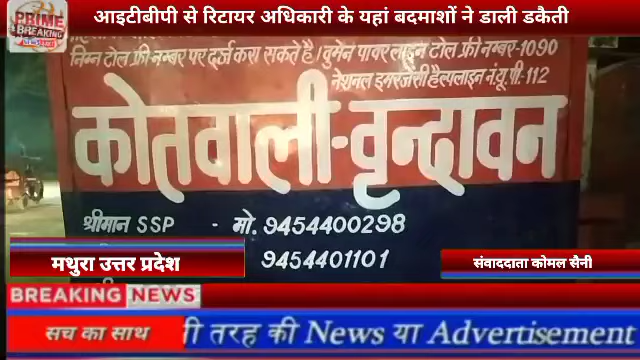 PRIME
BREAKING
NEWS
आइटीबीपी से रिटायर अधिकारी के यहां बदमाशों ने डाली डकैती
निम्न टोल फ्री नम्बर पर दर्ज करा सकते है। वुमेन पावर लाइन टोल फ्री नम्बर-1090
नेशनल इमरजेंसी हैल्पलाइन नं.यू.पी.-112
कोतवाली-वृन्दावन
श्रीमान SSP - मो. 9454400298
9454401101
मथुरा उत्तर प्रदेश
संवाददाता कोमल सैनी
BREAKING NEWS
सच का साथ
ी तरह की News या Advertisement